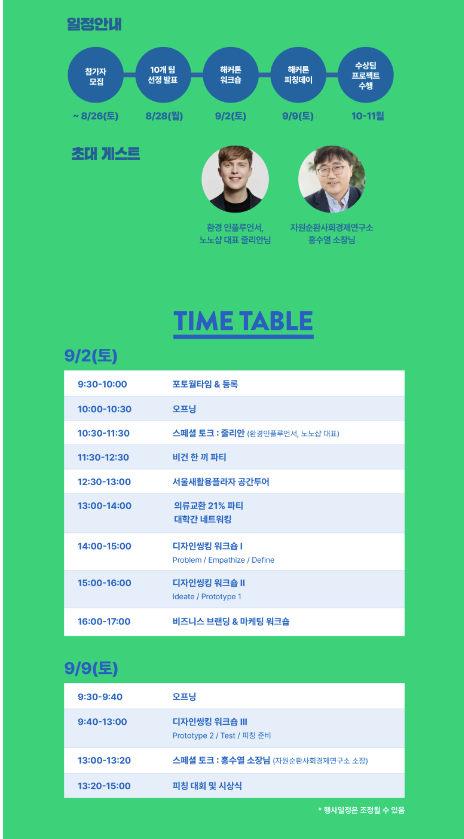 일정안내
참가자
모집
10개 팀
선정 발표
해커톤
워크숍
해커톤
피칭데이
수상팀
프로젝트
수행
~ 8/26(토)
8/28(월)
9/2(토)
9/9(토)
10-11월
초대 게스트
환경 인플루언서,
노노샵 대표 줄리안님
자원순환사회경제연구소
홍수열 소장님
TIME TABLE
9/2(토)
9:30-10:00 포토월타임 & 등록
10:00-10:30 오프닝
10:30-11:30 스페셜 토크 : 줄리안 (환경인플루언서, 노노샵 대표)
11:30-12:30 비건 한 끼 파티
12:30-13:00 서울새활용플라자 공간투어
13:00-14:00 의류교환 21% 파티
대학간 네트워킹
14:00-15:00 디자인씽킹 워크숍 I
Problem / Empathize / Define
15:00-16:00 디자인씽킹 워크숍 II
Ideate / Prototype 1
16:00-17:00 비즈니스 브랜딩 & 마케팅 워크숍
9/9(토)
9:30-9:40 오프닝
9:40-13:00 디자인씽킹 워크숍 III
Prototype 2 / Test / 피칭 준비
13:00-13:20 스페셜 토크 : 홍수열 소장님 (자원순환사회경제연구소 소장)
13:20-15:00 피칭 대회 및 시상식
* 행사일정은 조정될 수 있음